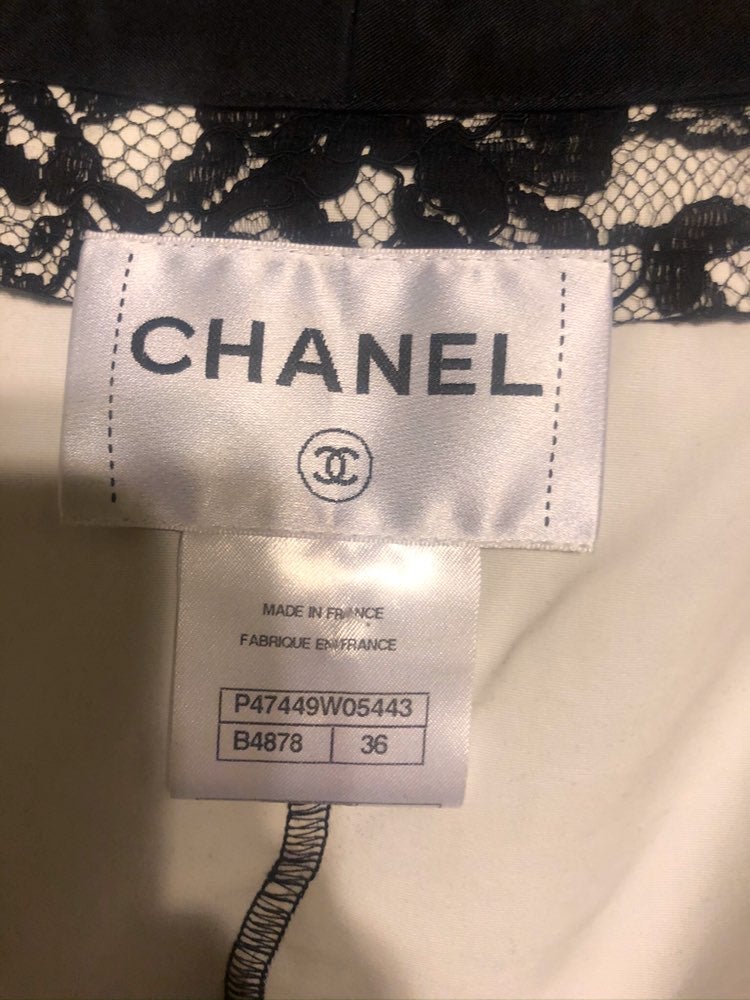 CHANEL
MADE IN FRANCE
FABRIQUE EN FRANCE
P47449W05443
B4878 36